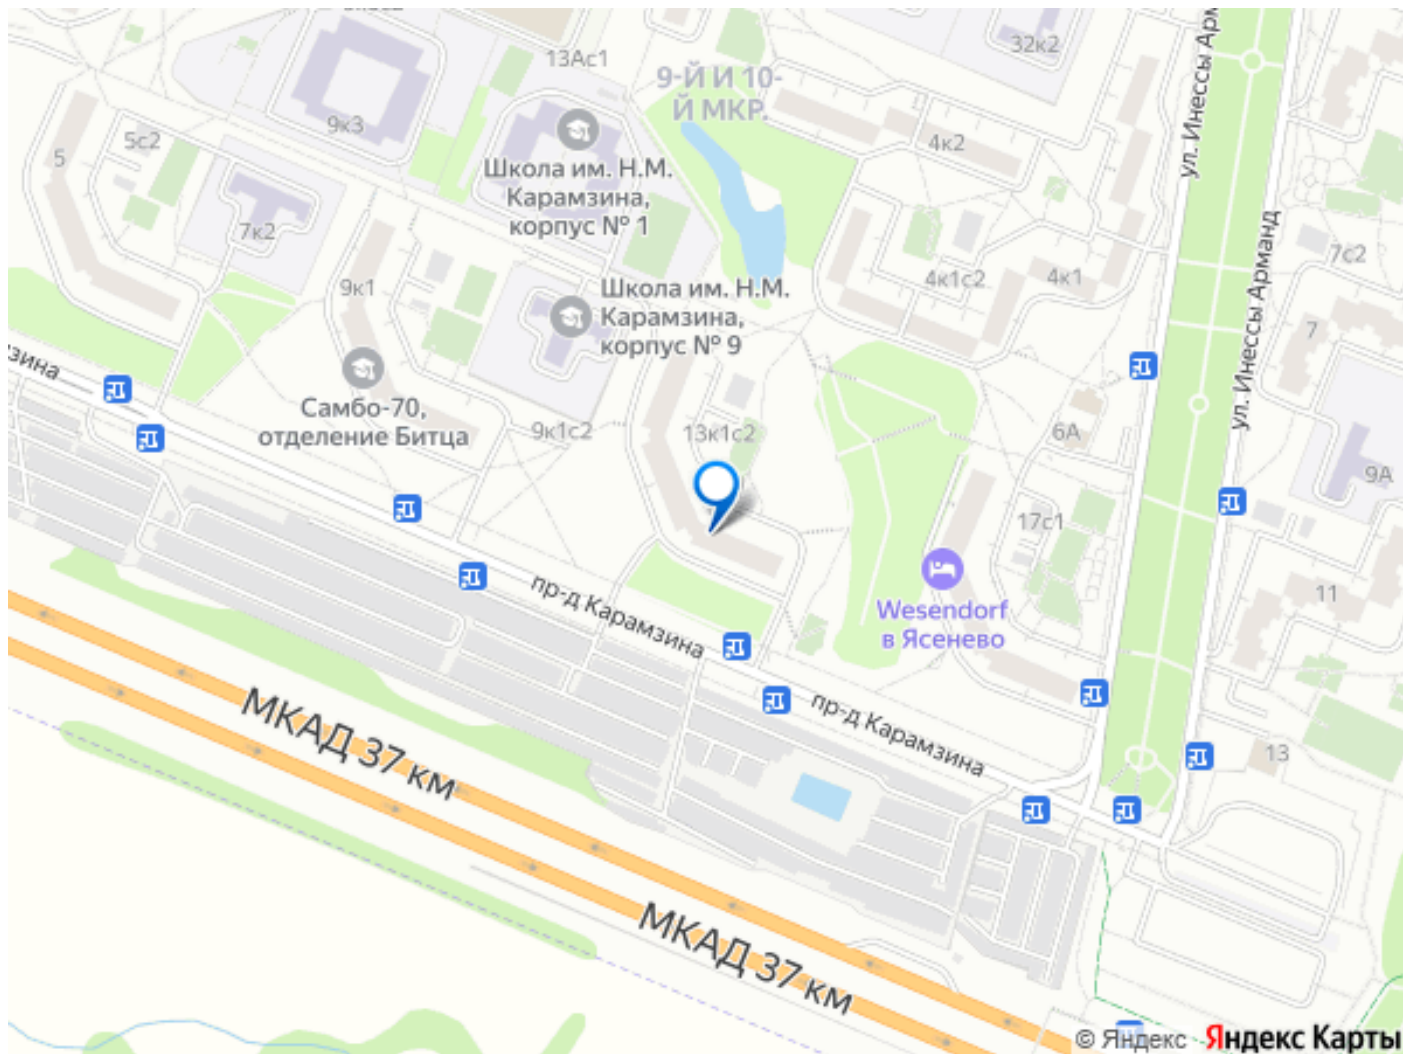 32к2
13Ас1
9-Й И 10-
Й МКР.
ул. Инессы Арм
9к3
4к2
5с2
5
Школа им. Н.М.
Карамзина,
корпус № 1
7к2
ул. Инессы Арманд
7с2
4к1с2
4к1
9к1
Школа им. Н.М.
Карамзина,
корпус № 9
7
зина
Самбо-70,
отделение Битца
9к1с2
13к1с2
6А
9А
17с1
пр-д Карамзина
Wesendorf
в Ясенево
11
МКАД 37 км
пр-д Карамзина
13
МКАД 37 км
© Яндекс Яндекс Карты